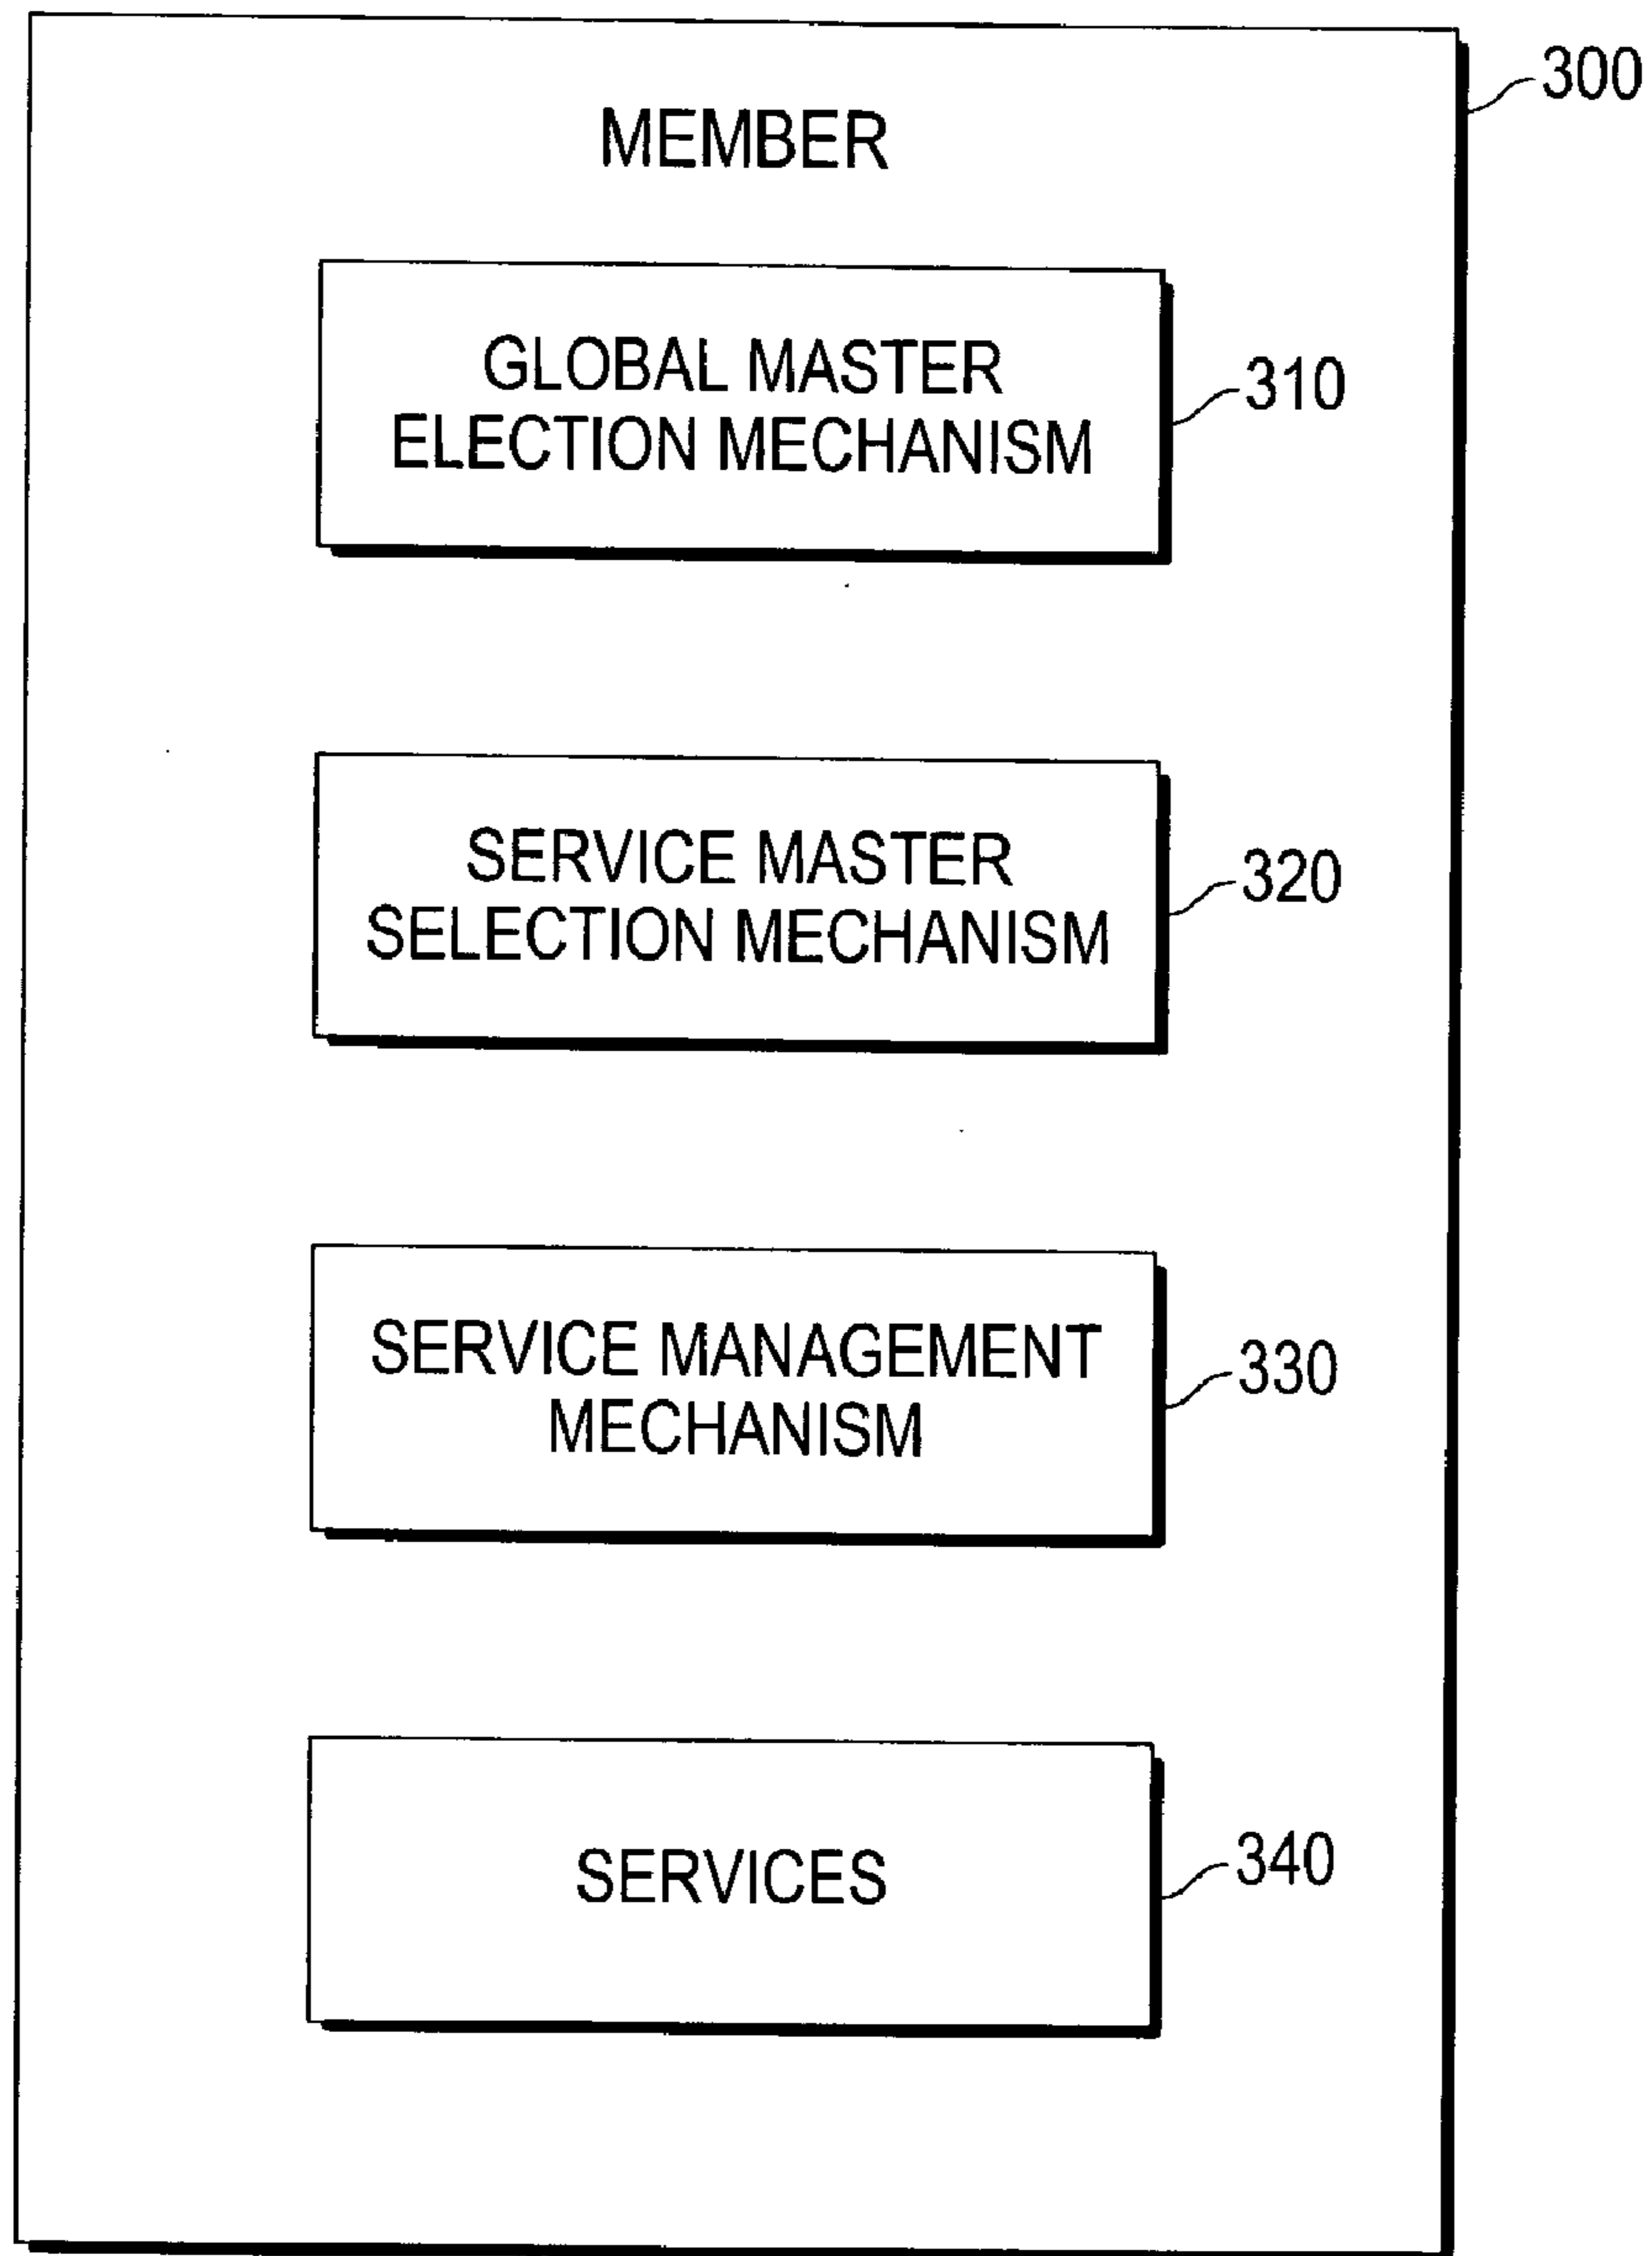 300
MEMBER
GLOBAL MASTER
ELECTION MECHANISM
310
SERVICE MASTER
SELECTION MECHANISM
320
SERVICE MANAGEMENT
MECHANISM
330
SERVICES
340